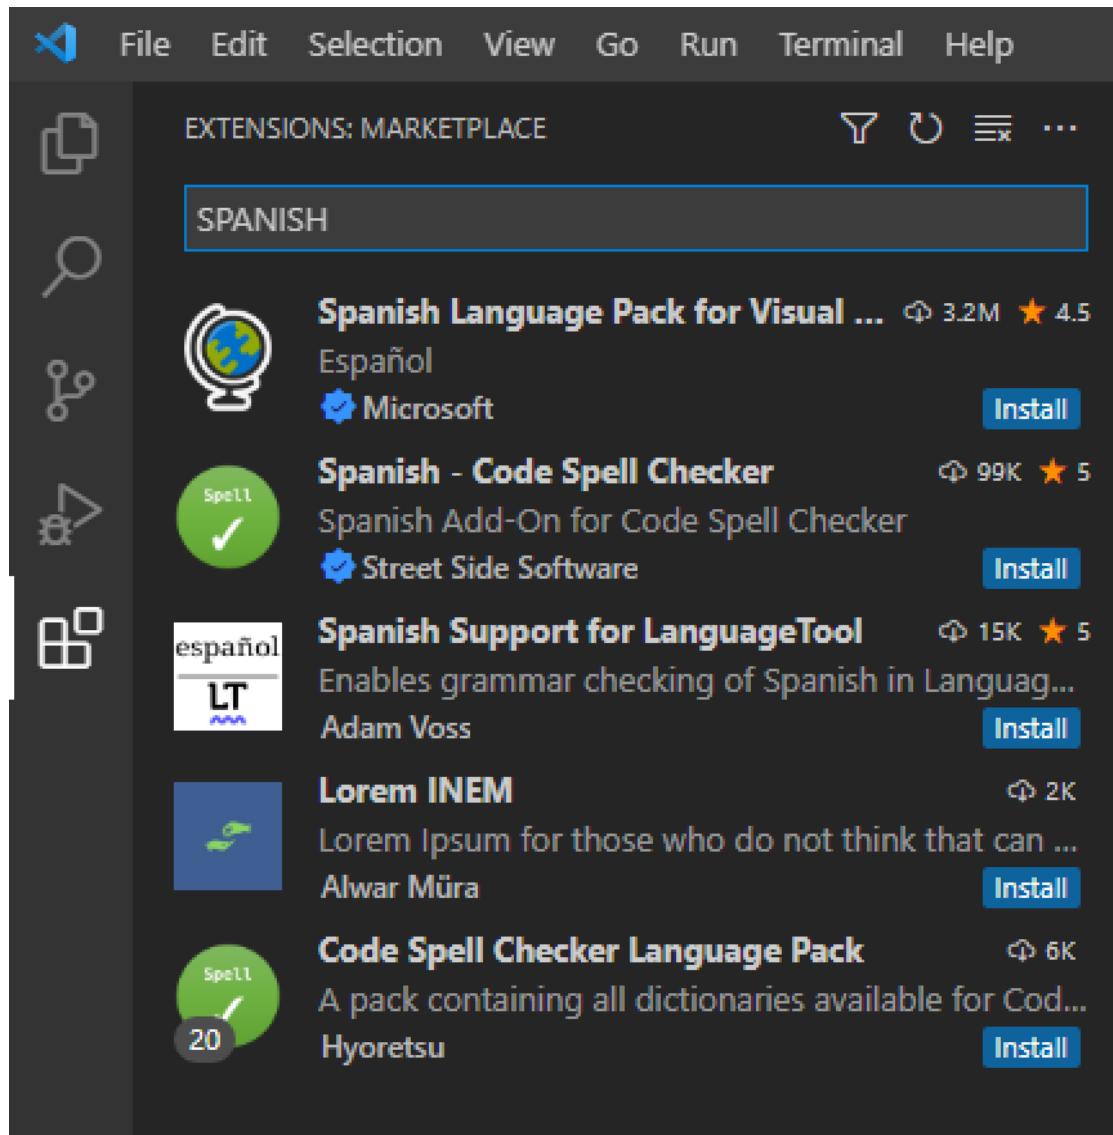 File Edit Selection View Go Run Terminal Help
EXTENSIONS: MARKETPLACE
SPANISH
Spanish Language Pack for Visual ... 3.2M 4.5
Español
Microsoft Install
Spell
Spanish - Code Spell Checker 99K 5
Spanish Add-On for Code Spell Checker
Street Side Software Install
español
LT
Spanish Support for LanguageTool 15K 5
Enables grammar checking of Spanish in Languag...
Adam Voss Install
Lorem INEM 2K
Lorem Ipsum for those who do not think that can ...
Alwar Müra Install
Spell
20
Code Spell Checker Language Pack 6K
A pack containing all dictionaries available for Cod...
Hyoretsu Install